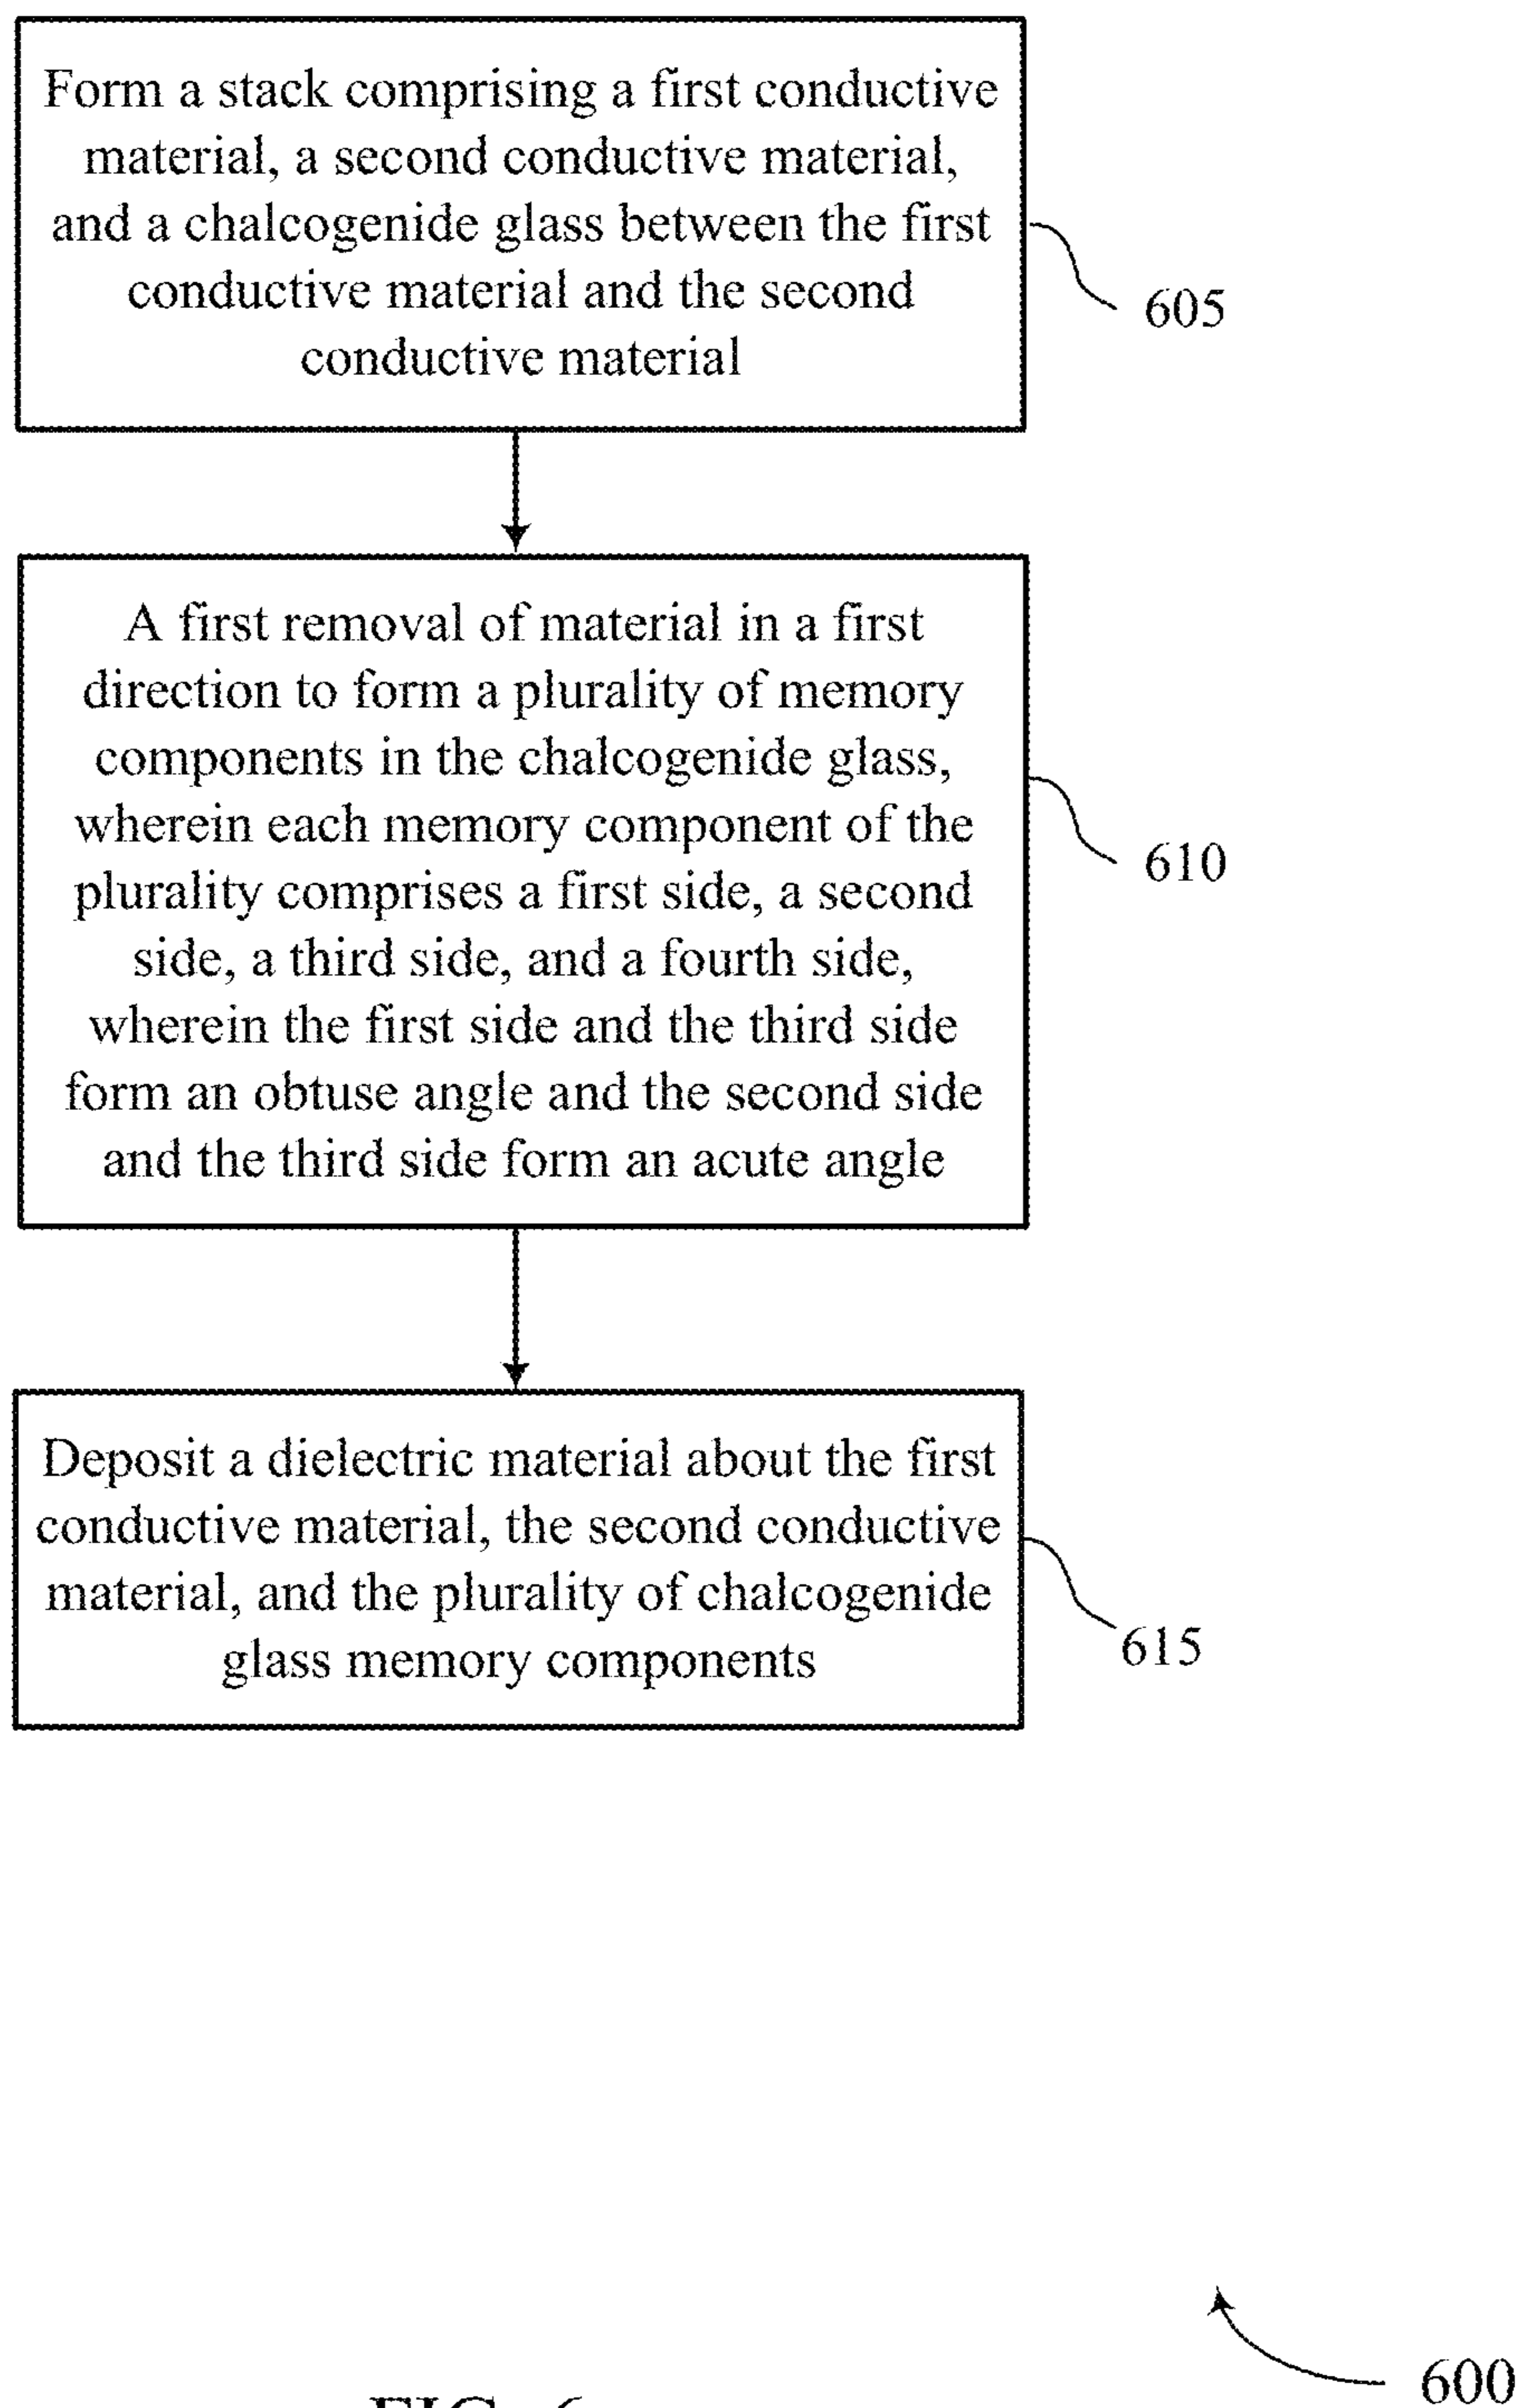 Form a stack comprising a first conductive
material, a second conductive material,
and a chalcogenide glass between the first
conductive material and the second
conductive material
605
A first removal of material in a first
direction to form a plurality of memory
components in the chalcogenide glass,
wherein each memory component of the
plurality comprises a first side, a second
side, a third side, and a fourth side,
wherein the first side and the third side
form an obtuse angle and the second side
and the third side form an acute angle
610
Deposit a dielectric material about the first
conductive material, the second conductive
material, and the plurality of chalcogenide
glass memory components
615
600
FIG. 6